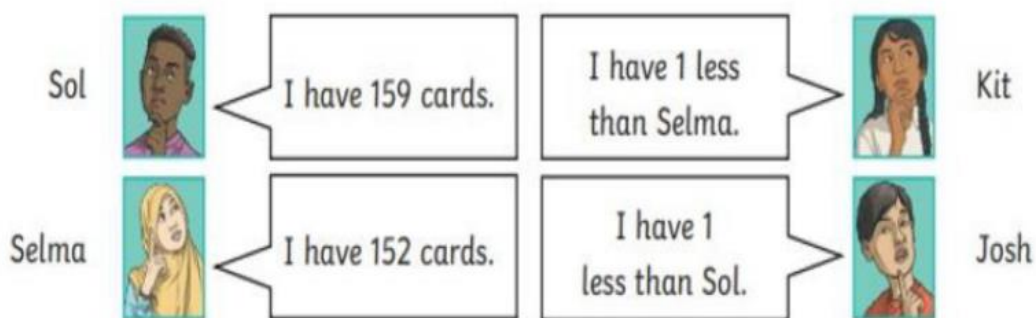 Sol
I have 159 cards.
I have 1 less
than Selma.
Kit
Selma
I have 152 cards.
I have 1
less than Sol.
Josh